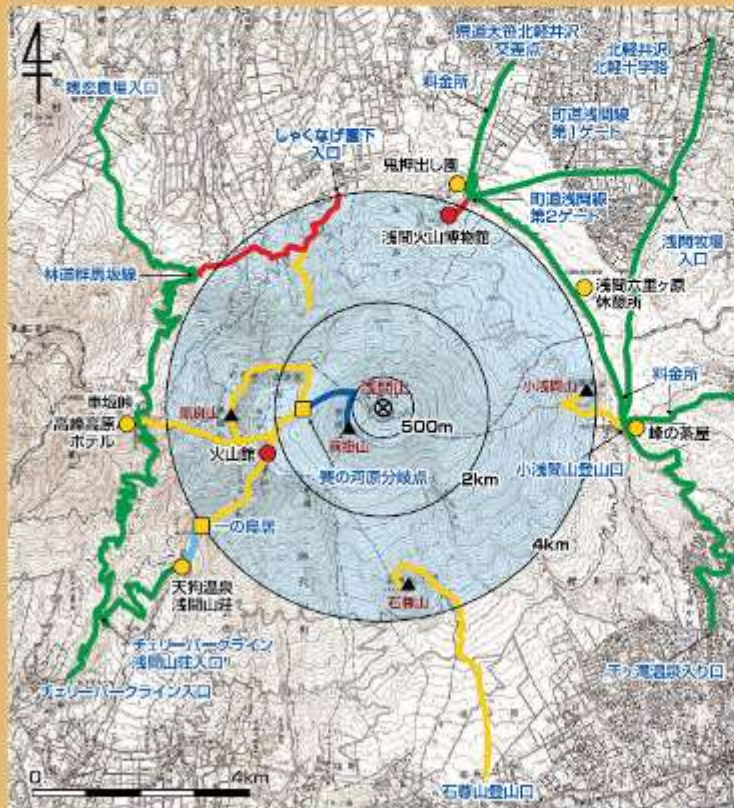 県道大笹北軽井沢
交差点
北軽井沢
北軽十字路
料金所
嬬恋農場入口
町道浅間線
第1ゲート
しゃくなげ園下
入口
鬼押出し園
町道浅間線
第2ゲート
浅間火山博物館
浅間牧場
入口
林道群馬坂線
浅間六里ヶ原
休憩所
浅間山
小浅間山
料金所
車坂峠
高峰高原
ホテル
黒斑山
500m
前掛山
峰の茶屋
火山館
賽の河原分岐点
小浅間山登山口
2km
一の鳥居
4km
天狗温泉
浅間山荘
石尊山
チェリーパークライン
浅間山荘入口
千ヶ滝温泉入り口
チェリーパークライン入口
0
4km
石尊山登山口